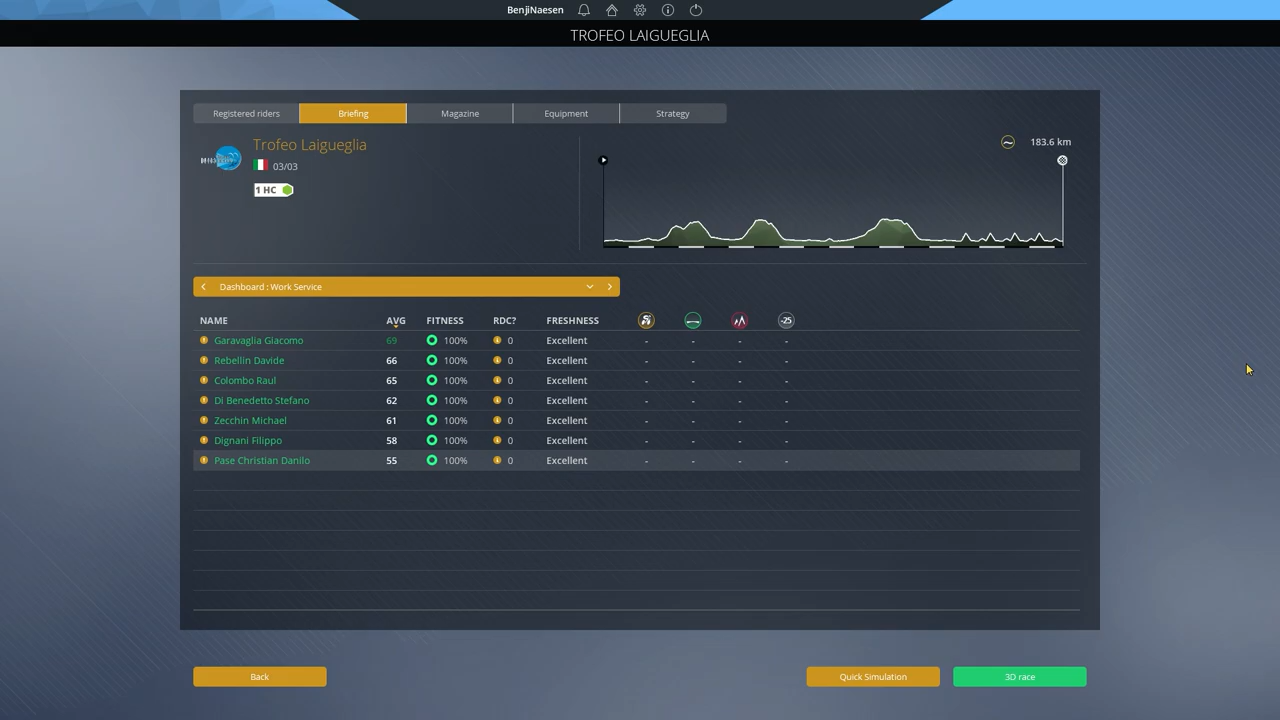 BenjiNaesen
TROFEO LAIGUEGLIA
Registered riders Briefing Magazine Equipment Strategy
Trofeo Laigueglia
03/03
1 HC
183.6 km
Dashboard : Work Service
NAME AVG FITNESS RDC? FRESHNESS -25
Garavaglia Giacomo 69 100% 0 Excellent - - - -
Rebellin Davide 66 100% 0 Excellent - - - -
Colombo Raul 65 100% 0 Excellent - - - -
Di Benedetto Stefano 62 100% 0 Excellent - - - -
Zecchin Michael 61 100% 0 Excellent - - - -
Dignani Filippo 58 100% 0 Excellent - - - -
Pase Christian Danilo 55 100% 0 Excellent - - - -
Back Quick Simulation 3D race